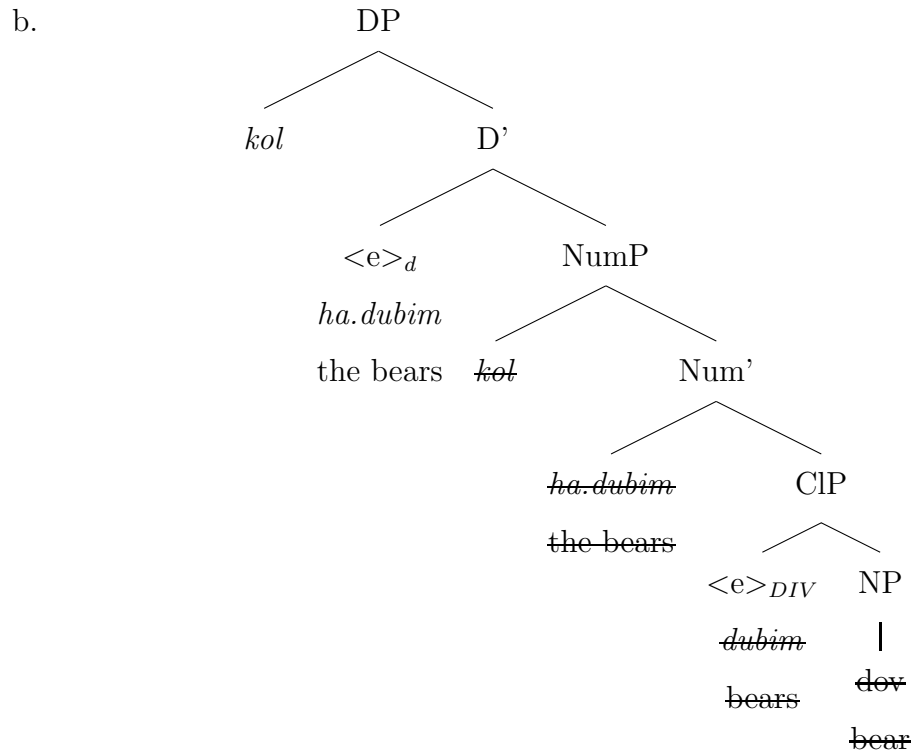 b. DP
kol D’
<e>d NumP
ha.dubim
the bears kol Num’
ha.dubim ClP
the bears
<e>DIV NP
dubim
dov
bears
bear